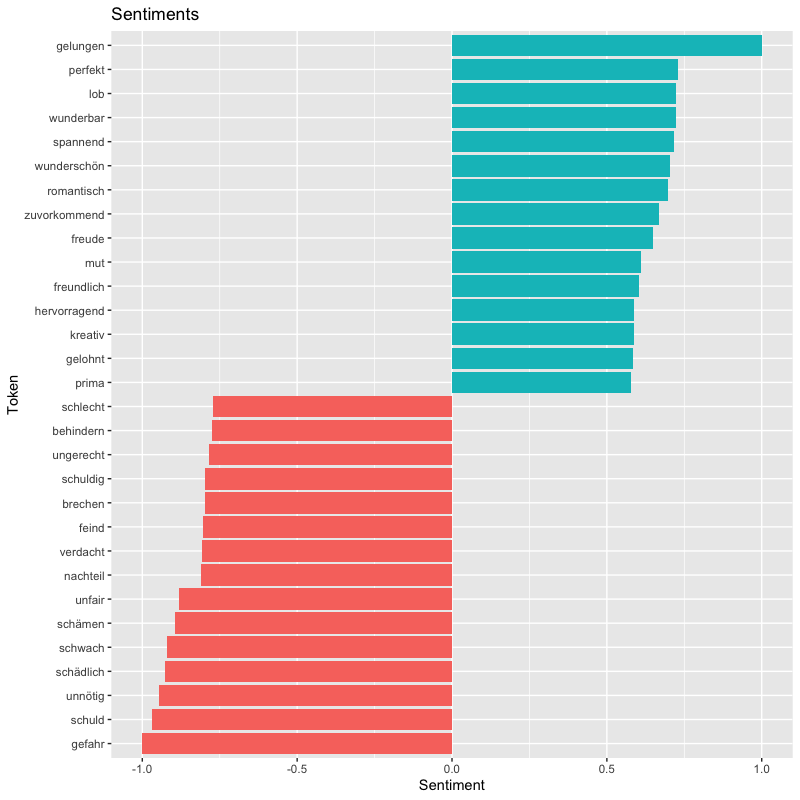 Sentiments
gelungen
perfekt
lob
wunderbar
spannend
wunderschön
romantisch
zuvorkommend
freude
mut
freundlich
hervorragend
kreativ
gelohnt
prima
schlecht
behindern
ungerecht
schuldig
brechen
feind
verdacht
nachteil
unfair
schämen
schwach
schädlich
unnötig
schuld
gefahr
Token
-1.0 -0.5 0.0 0.5 1.0
Sentiment